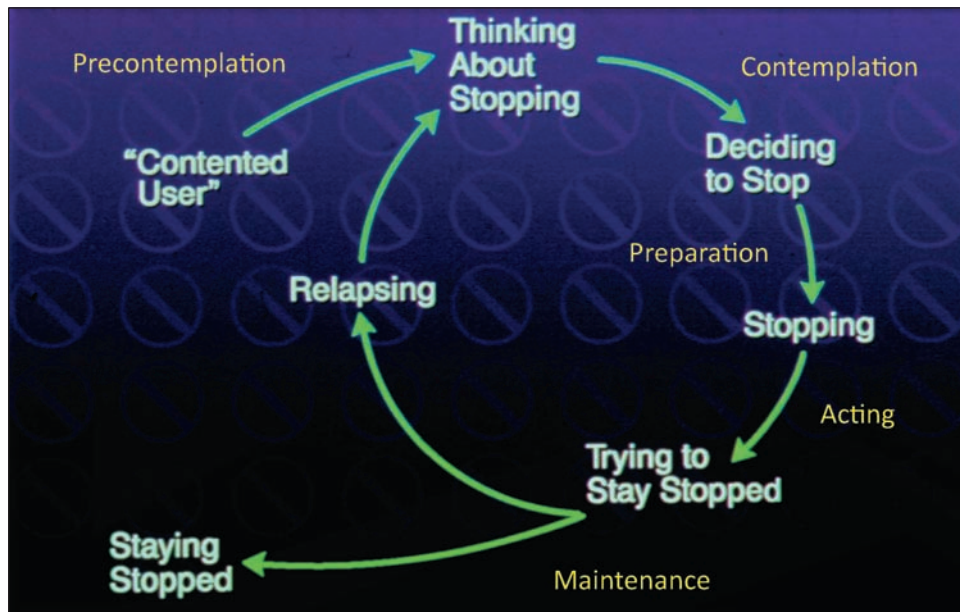 Thinking
About
Stopping
Precontemplation
Contemplation
"Contented
User"
Deciding
to Stop
Preparation
Relapsing
Stopping
Acting
Trying to
Stay Stopped
Staying
Stopped
Maintenance